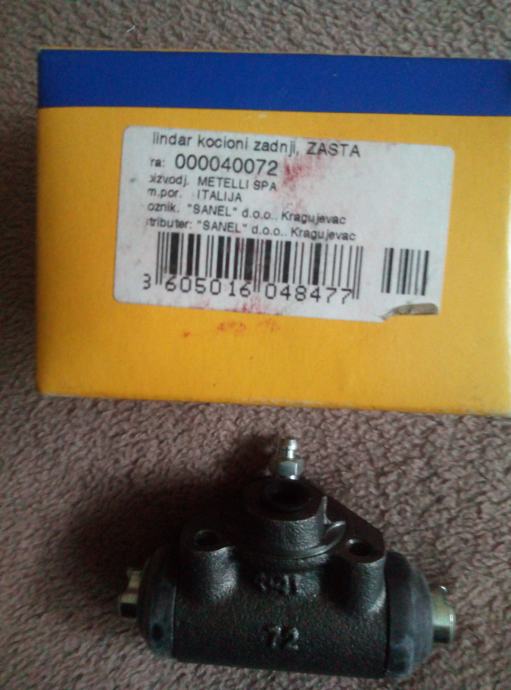 lindar kocioni zadnji, ZASTA
ra: 000040072
izvodj. METELLI SPA
m.por. ITALIJA
oznik. "SANEL" d.o.o.. Kragujevac
tributer: "SANEL" d.o.o.. Kragujevac
3 605016 048477
72